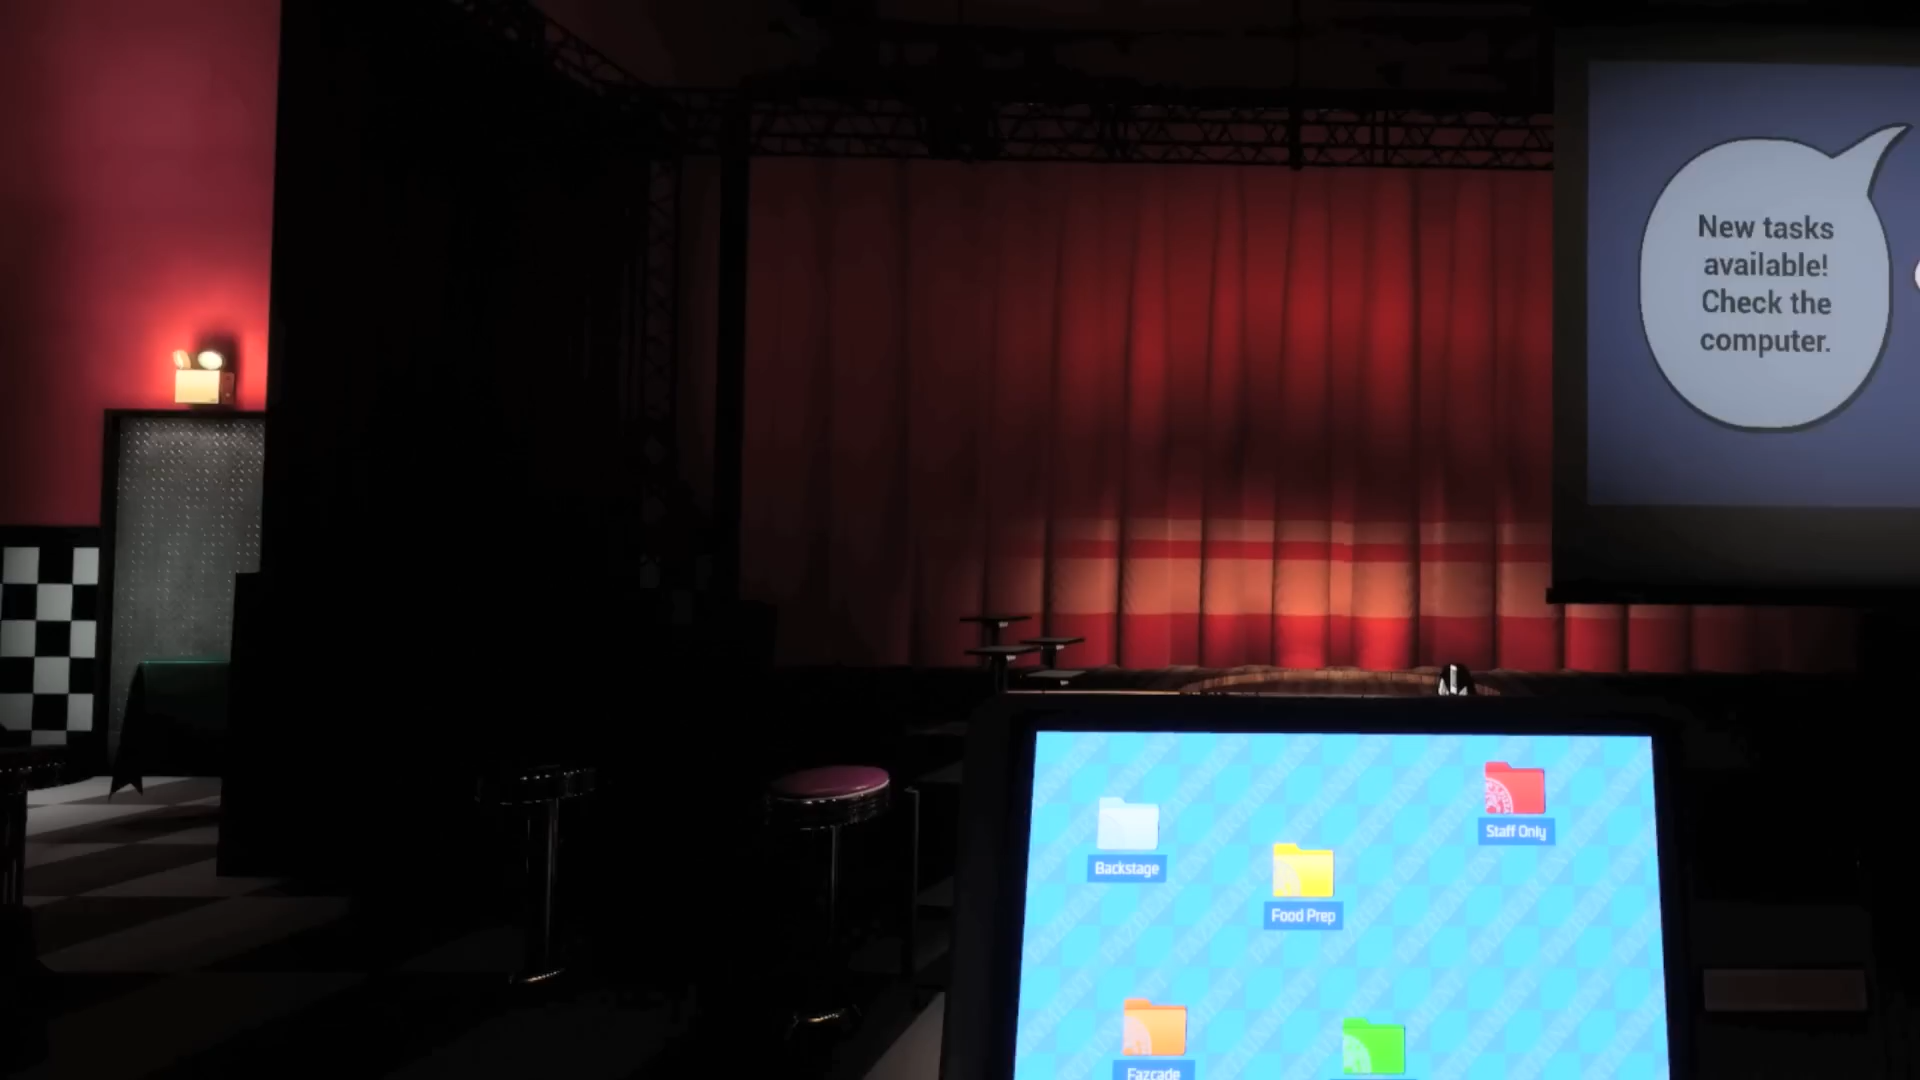 New tasks
available!
Check the
computer.
Staff Only
Backstage
Food Prep
Fazcade